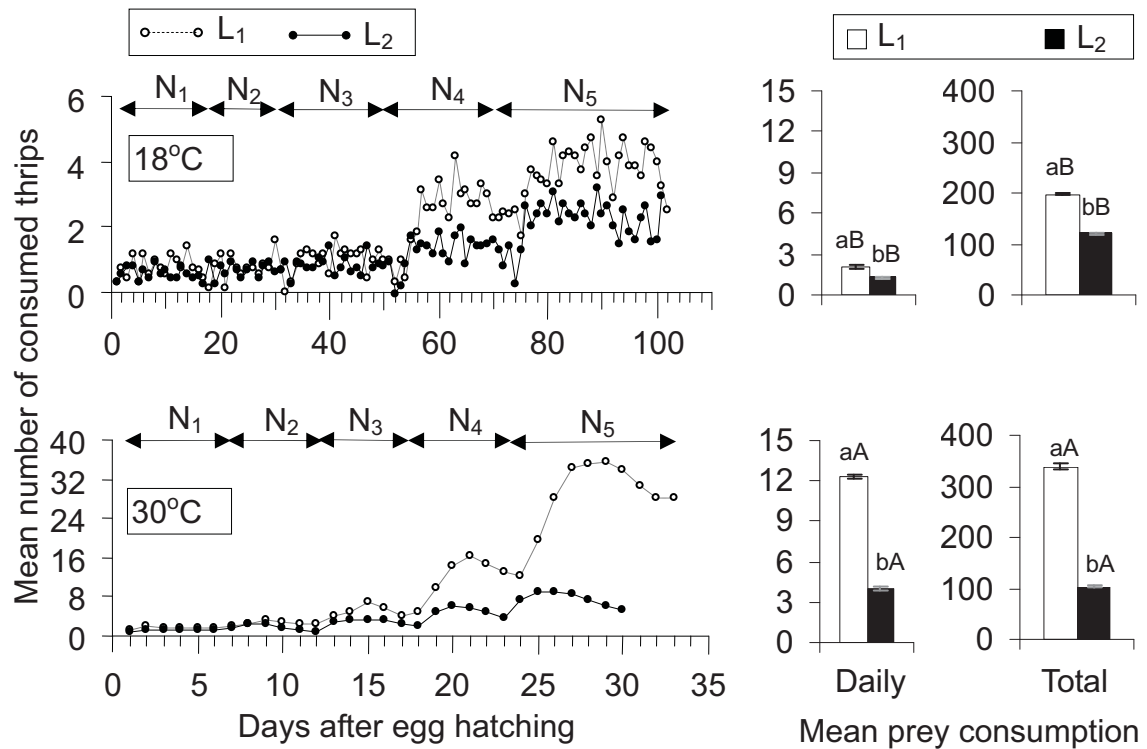 L1 L2
L1 L2
N1 N2 N3 N4 N5
6
4
2
0
18°C
0 20 40 60 80 100
15
12
9
6
3
0
aB bB
400
300
200
100
0
aB bB
Mean number of consumed thrips
N1 N2 N3 N4 N5
40
32
24
16
8
0
30°C
0 5 10 15 20 25 30 35
Days after egg hatching
15
12
9
6
3
0
aA bA
Daily
400
300
200
100
0
aA bA
Total
Mean prey consumption